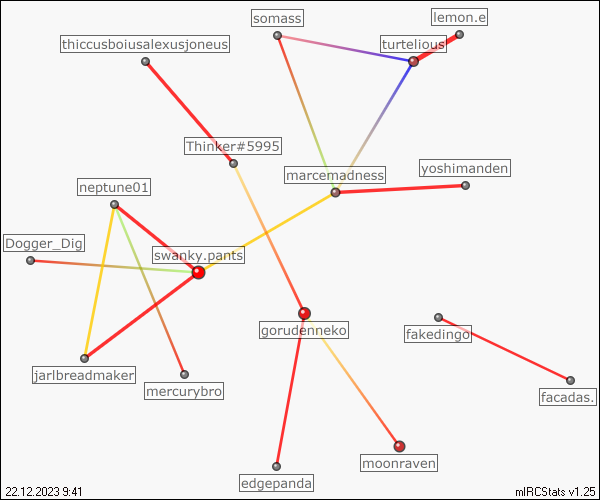 somass
lemon.e
thiccusboiusalexusjoneus
turtelious
Thinker#5995
marcemadness
yoshimanden
neptune01
Dogger_Dig
swanky.pants
gorudenneko
fakedingo
jarlbreadmaker
mercurybro
facadas.
moonraven
edgepanda
22.12.2023 9:41
mIRCStats v1.25